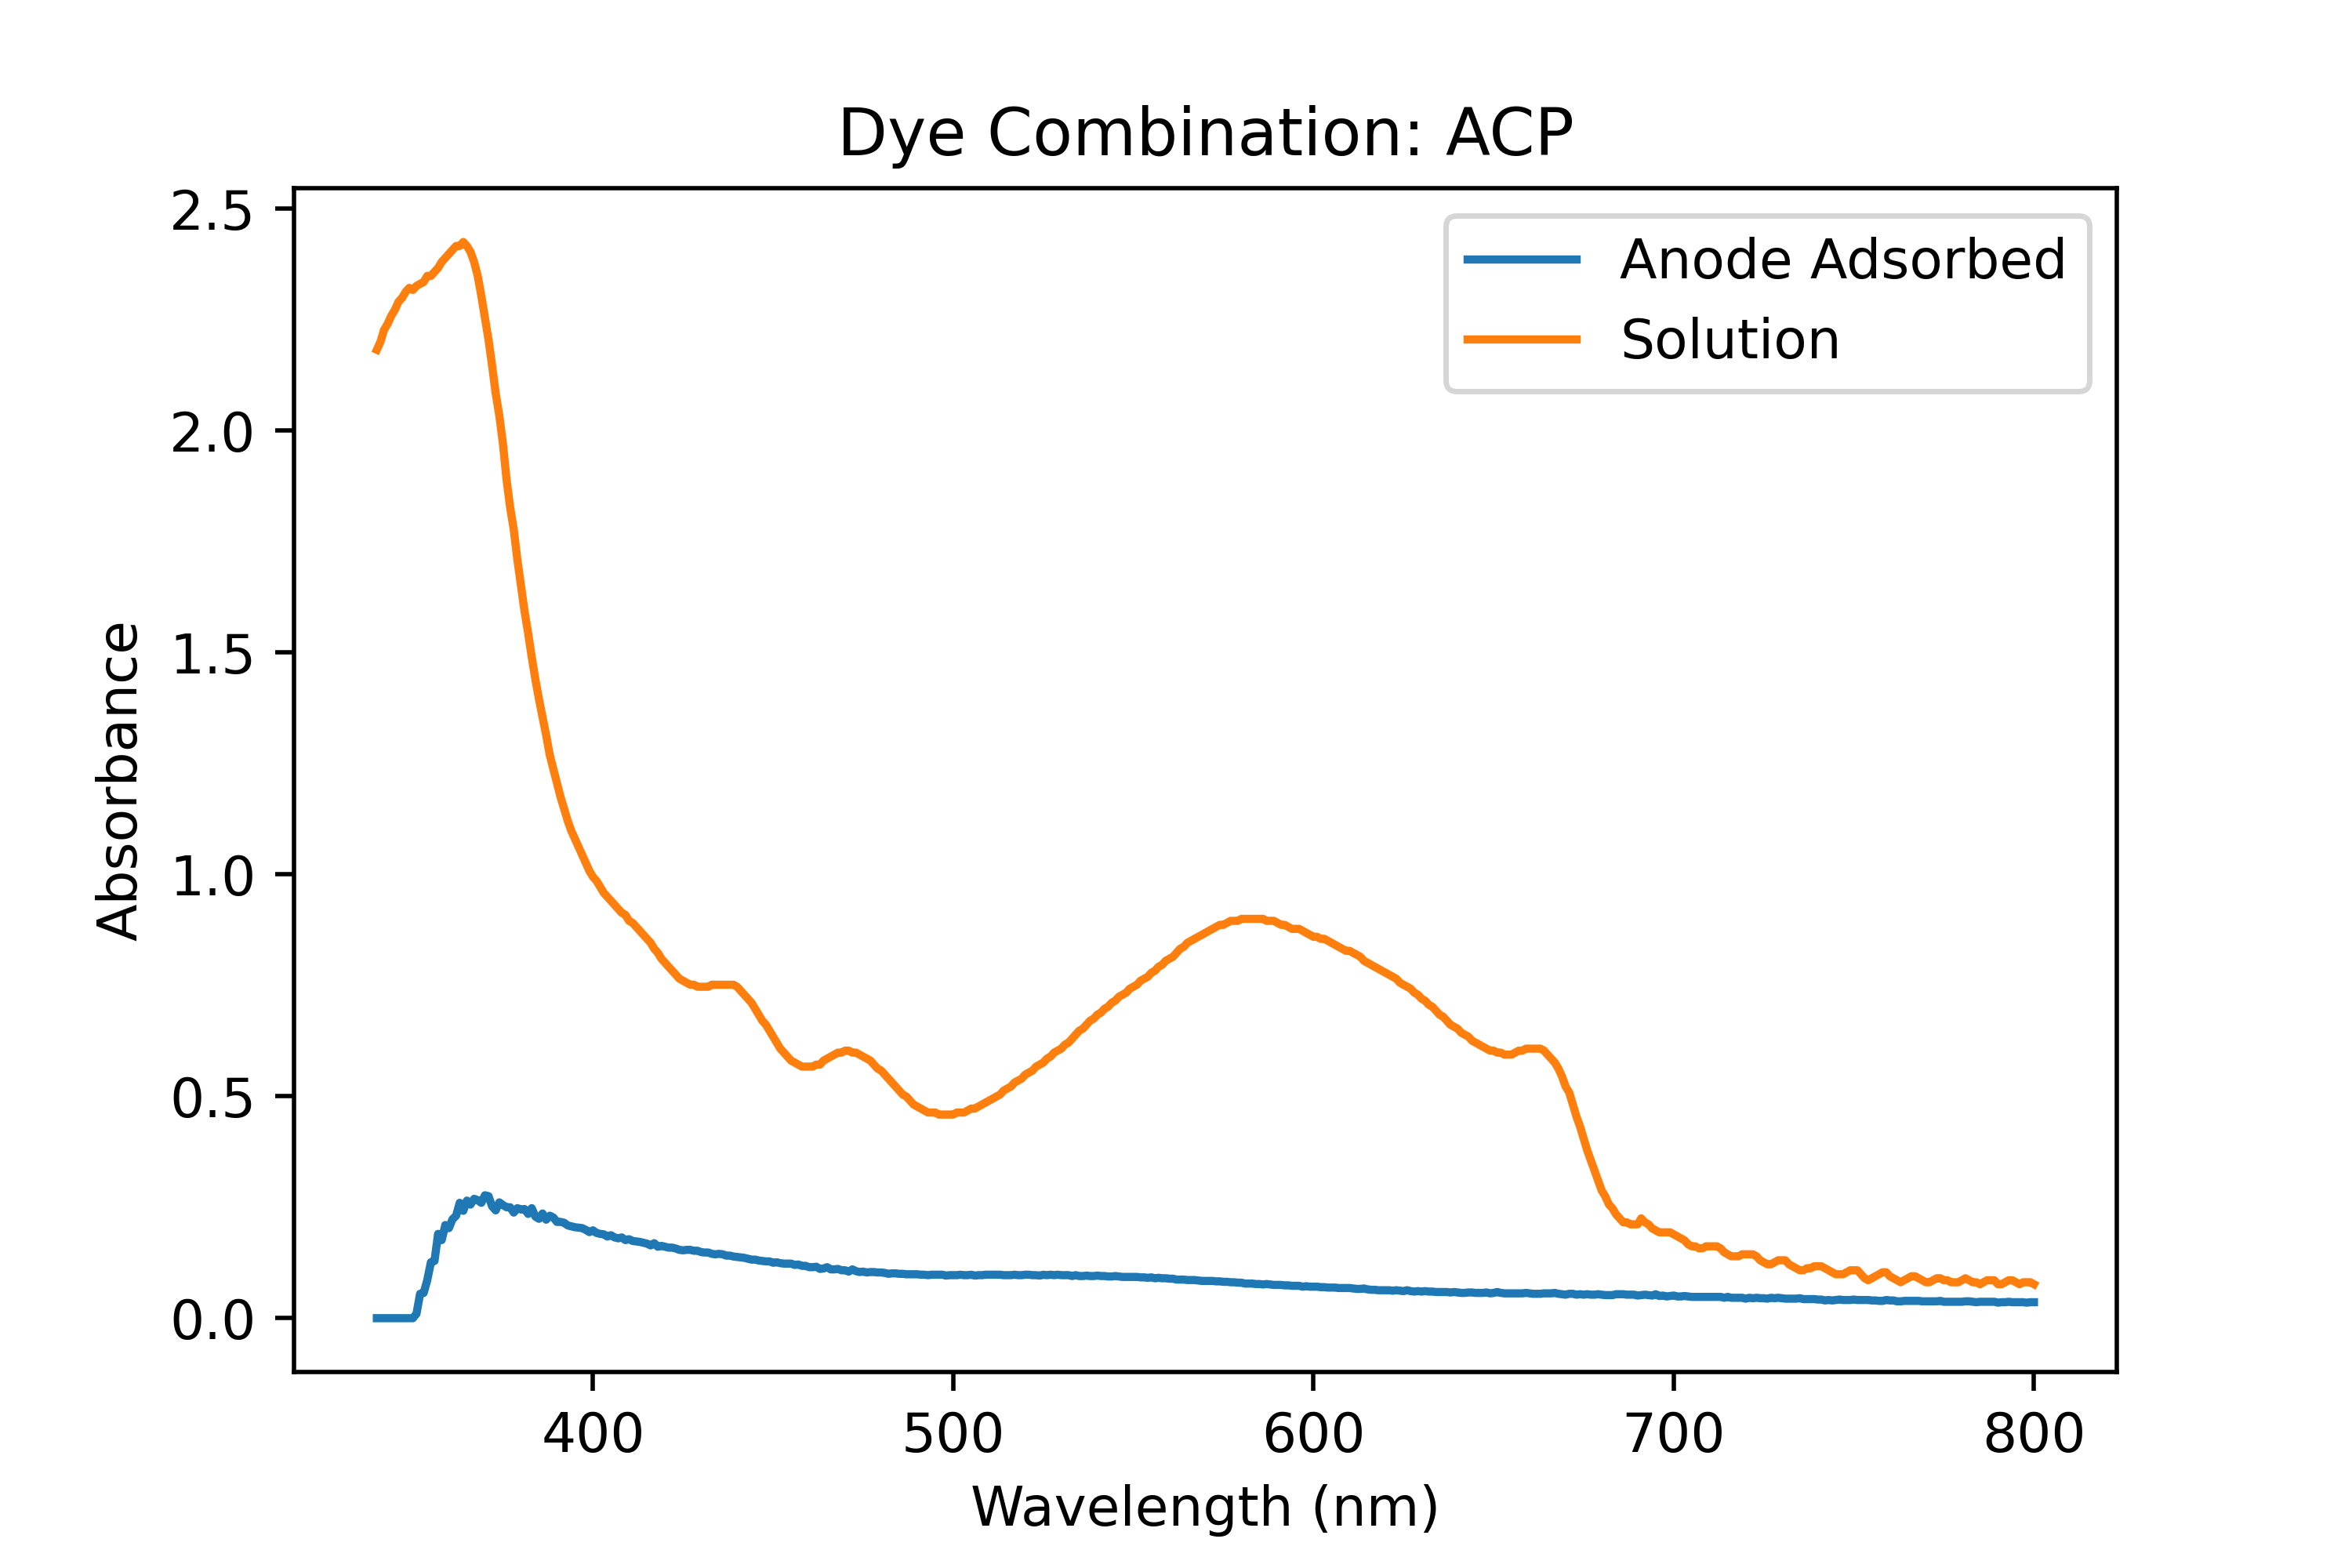 Dye Combination: ACP
Anode Adsorbed
Solution
2.5
2.0
1.5
1.0
0.5
0.0
Absorbance
400 500 600 700 800
Wavelength (nm)